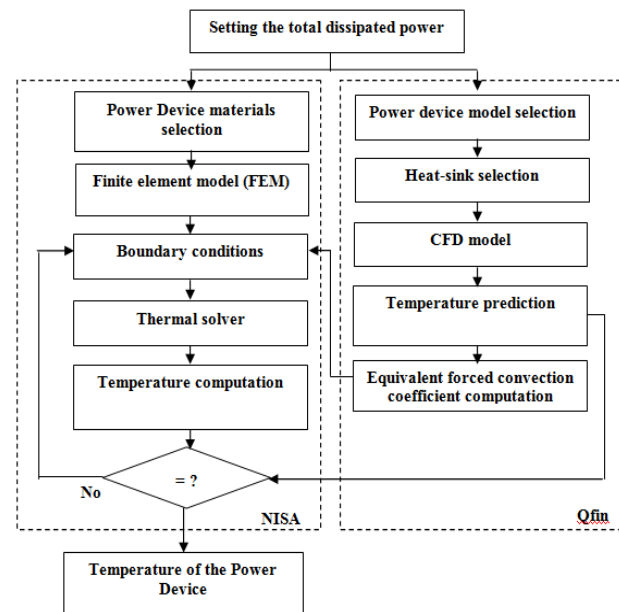 Setting the total dissipated power
Power Device materials
selection
Finite element model (FEM)
Boundary conditions
Thermal solver
Temperature computation
= ?
No
NISA
Temperature of the Power
Device
Power device model selection
Heat-sink selection
CFD model
Temperature prediction
Equivalent forced convection
coefficient computation
Qfin